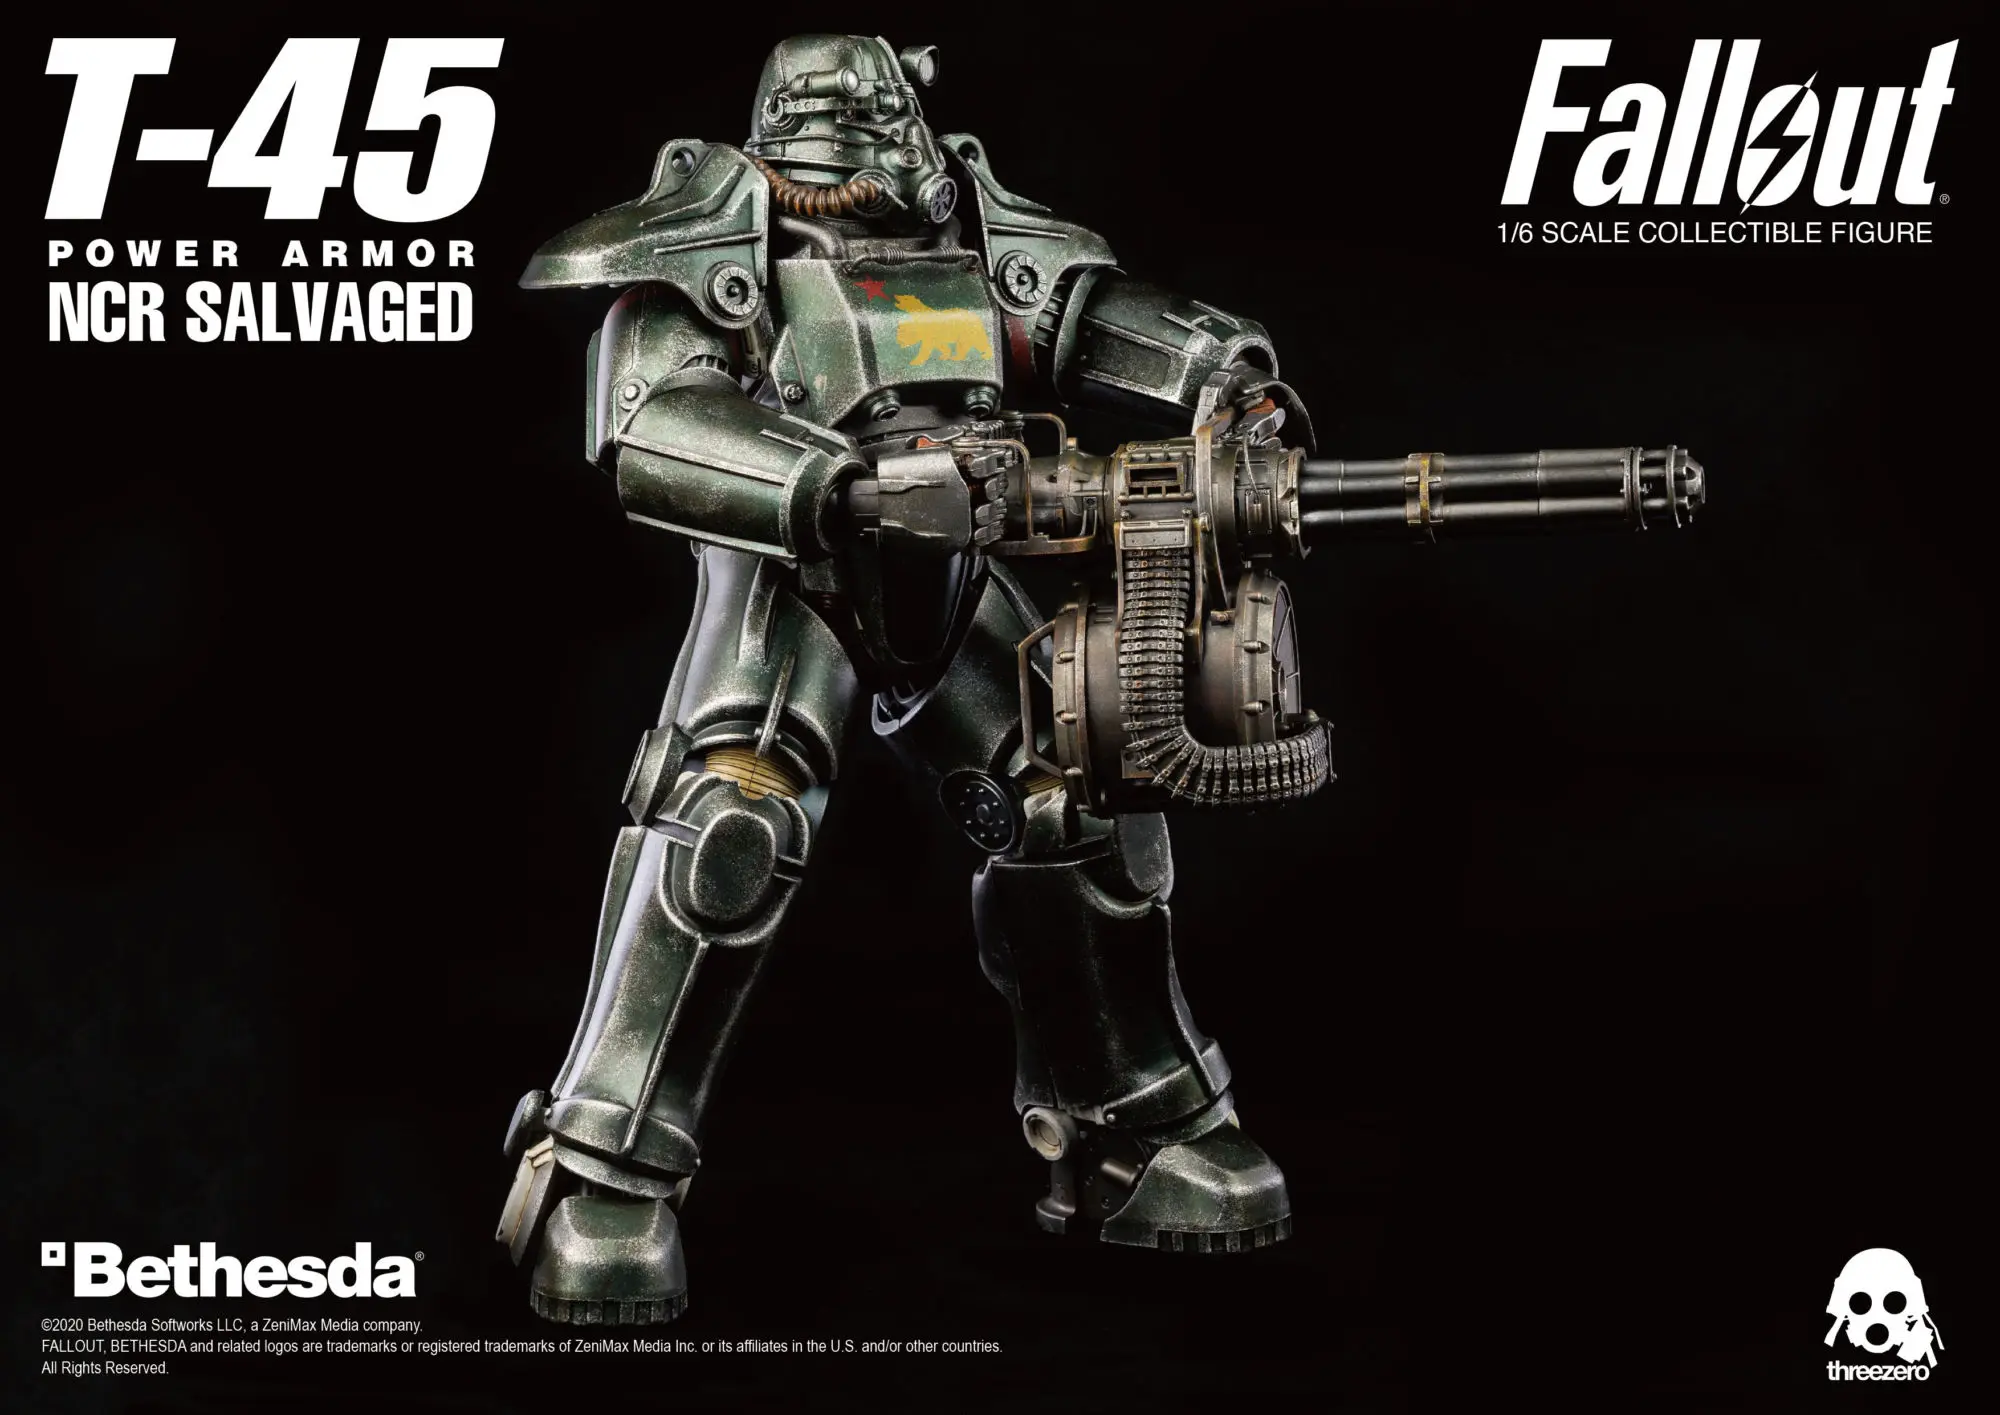 T-45
POWER ARMOR
NCR SALVAGED
Fallout®
1/6 SCALE COLLECTIBLE FIGURE
Bethesda®
©2020 Bethesda Softworks LLC, a ZeniMax Media company.
FALLOUT, BETHESDA and related logos are trademarks or registered trademarks of ZeniMax Media Inc. or its affiliates in the U.S. and/or other countries.
All Rights Reserved.
threezero